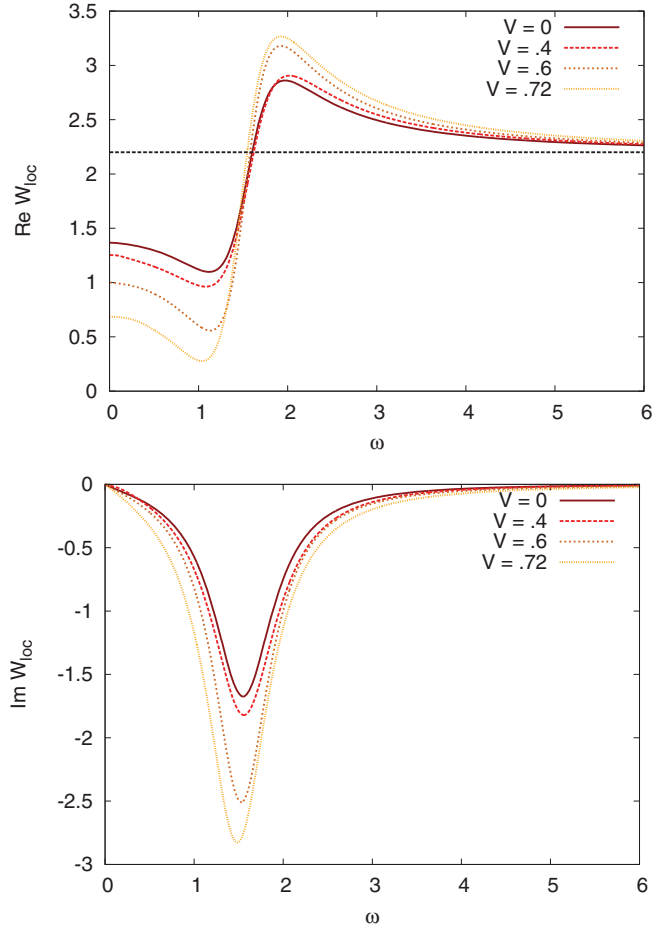 V = 0
V = .4
V = .6
V = .72
Re W_loc
3.5
3
2.5
2
1.5
1
0.5
0
0 1 2 3 4 5 6
ω
V = 0
V = .4
V = .6
V = .72
Im W_loc
0
-0.5
-1
-1.5
-2
-2.5
-3
0 1 2 3 4 5 6
ω